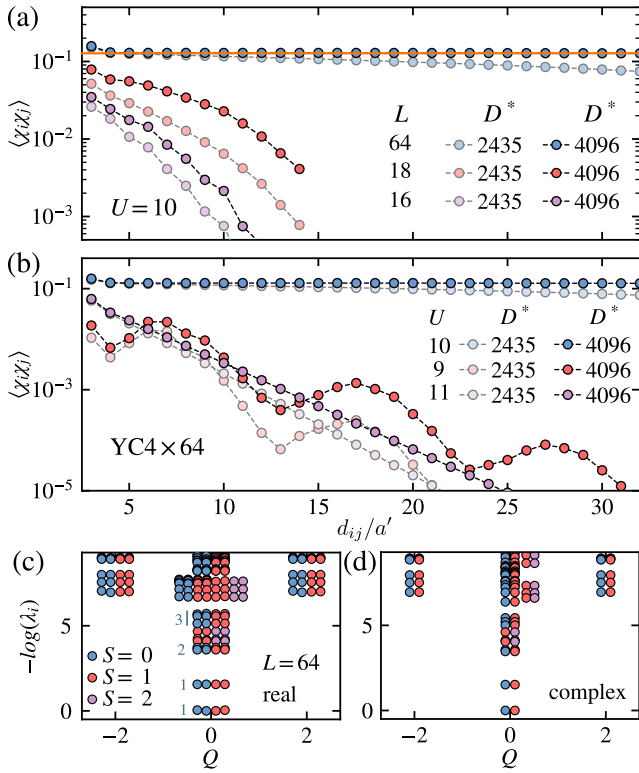 (a)
10⁻¹
10⁻²
10⁻³
⟨χᵢχⱼ⟩
L D* D*
64 2435 4096
18 2435 4096
16 2435 4096
U = 10
(b)
10⁻¹
10⁻³
10⁻⁵
⟨χᵢχⱼ⟩
U D* D*
10 2435 4096
9 2435 4096
11 2435 4096
YC4 × 64
5 10 15 20 25 30
dᵢⱼ/a′
(c)
5
0
−log(λᵢ)
3
2
1
1
S = 0
S = 1
S = 2
L = 64
real
−2 0 2
Q
(d)
complex
5
0
−2 0 2
Q